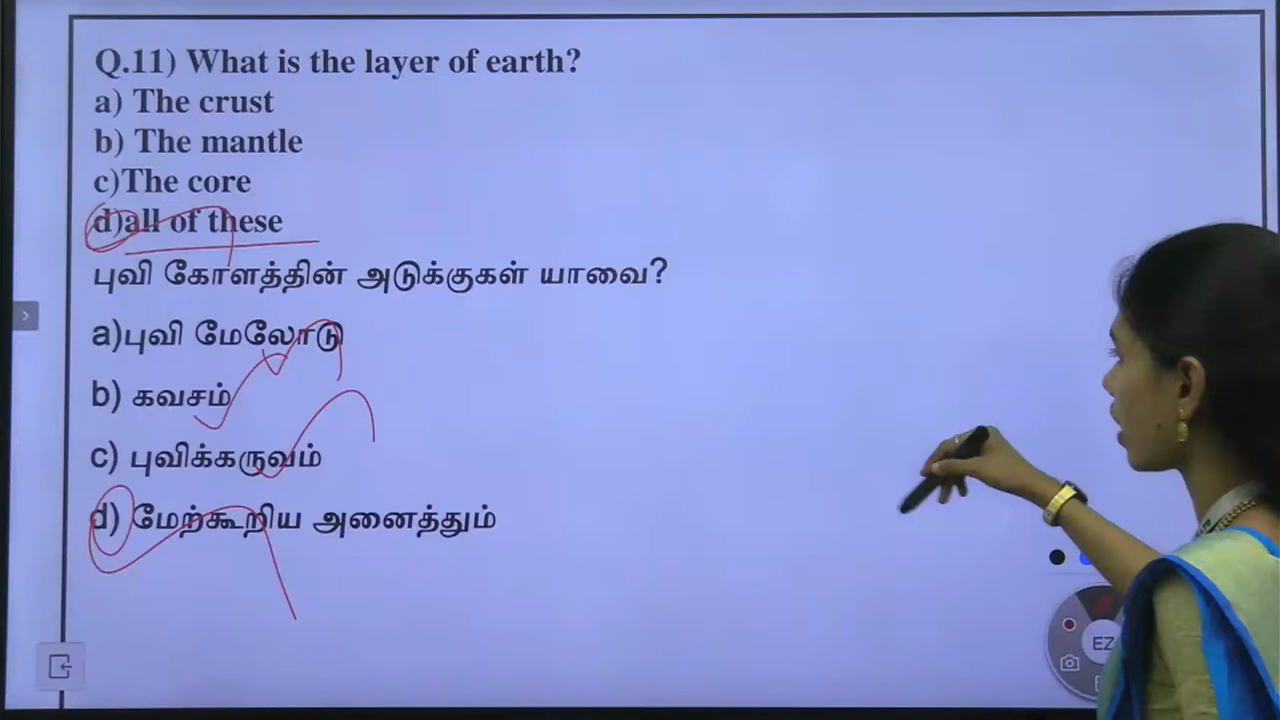 Q.11) What is the layer of earth?
a) The crust
b) The mantle
c)The core
d)all of these
புவி கோளத்தின் அடுக்குகள் யாவை?
a)புவி மேலோடு
b) கவசம்
c) புவிக்கருவம்
d) மேற்கூறிய அனைத்தும்
EZ